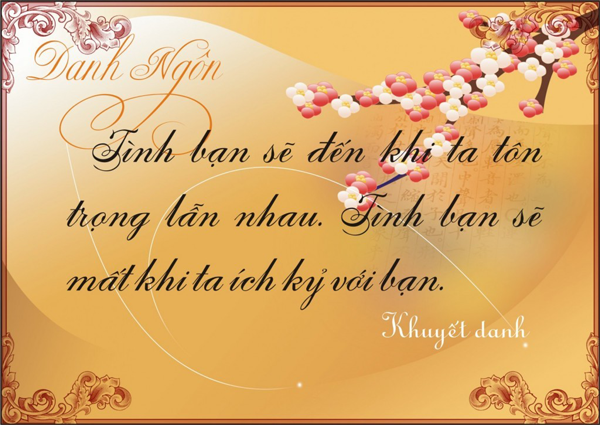 Danh Ngôn
Tình bạn sẽ đến khi ta tôn
trọng lẫn nhau. Tình bạn sẽ
mất khi ta ích kỷ với bạn.
Khuyết danh